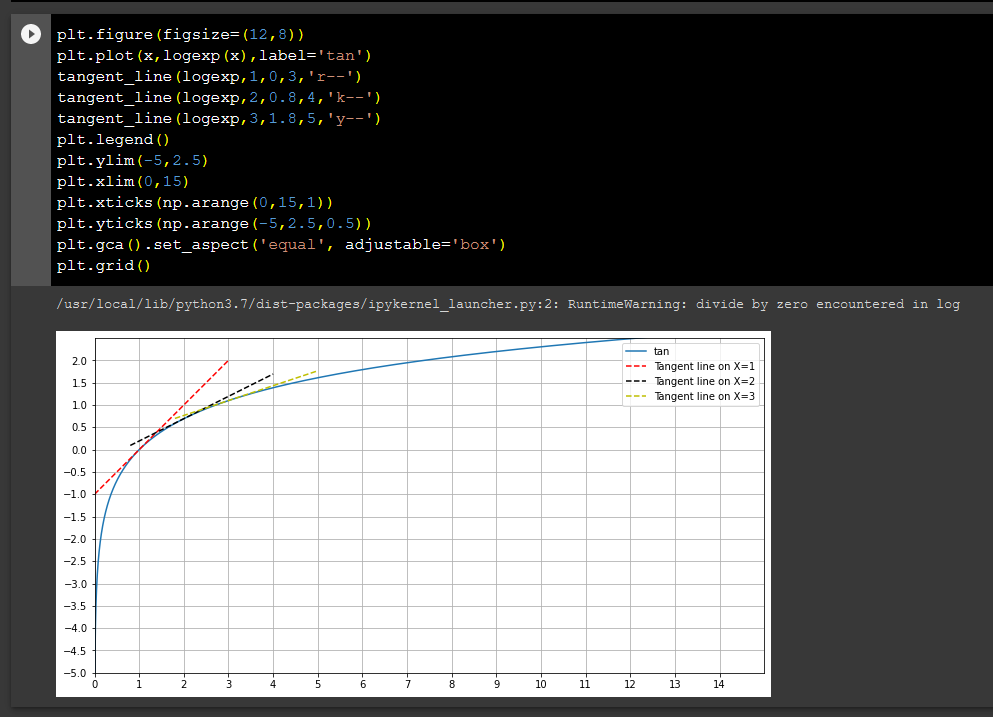 plt.figure(figsize=(12,8))
plt.plot(x,logexp(x),label='tan')
tangent_line(logexp,1,0,3,'r--')
tangent_line(logexp,2,0.8,4,'k--')
tangent_line(logexp,3,1.8,5,'y--')
plt.legend()
plt.ylim(-5,2.5)
plt.xlim(0,15)
plt.xticks(np.arange(0,15,1))
plt.yticks(np.arange(-5,2.5,0.5))
plt.gca().set_aspect('equal', adjustable='box')
plt.grid()
/usr/local/lib/python3.7/dist-packages/ipykernel_launcher.py:2: RuntimeWarning: divide by zero encountered in log
tan
Tangent line on X=1
Tangent line on X=2
Tangent line on X=3
2.0
1.5
1.0
0.5
0.0
−0.5
−1.0
−1.5
−2.0
−2.5
−3.0
−3.5
−4.0
−4.5
−5.0
0 1 2 3 4 5 6 7 8 9 10 11 12 13 14